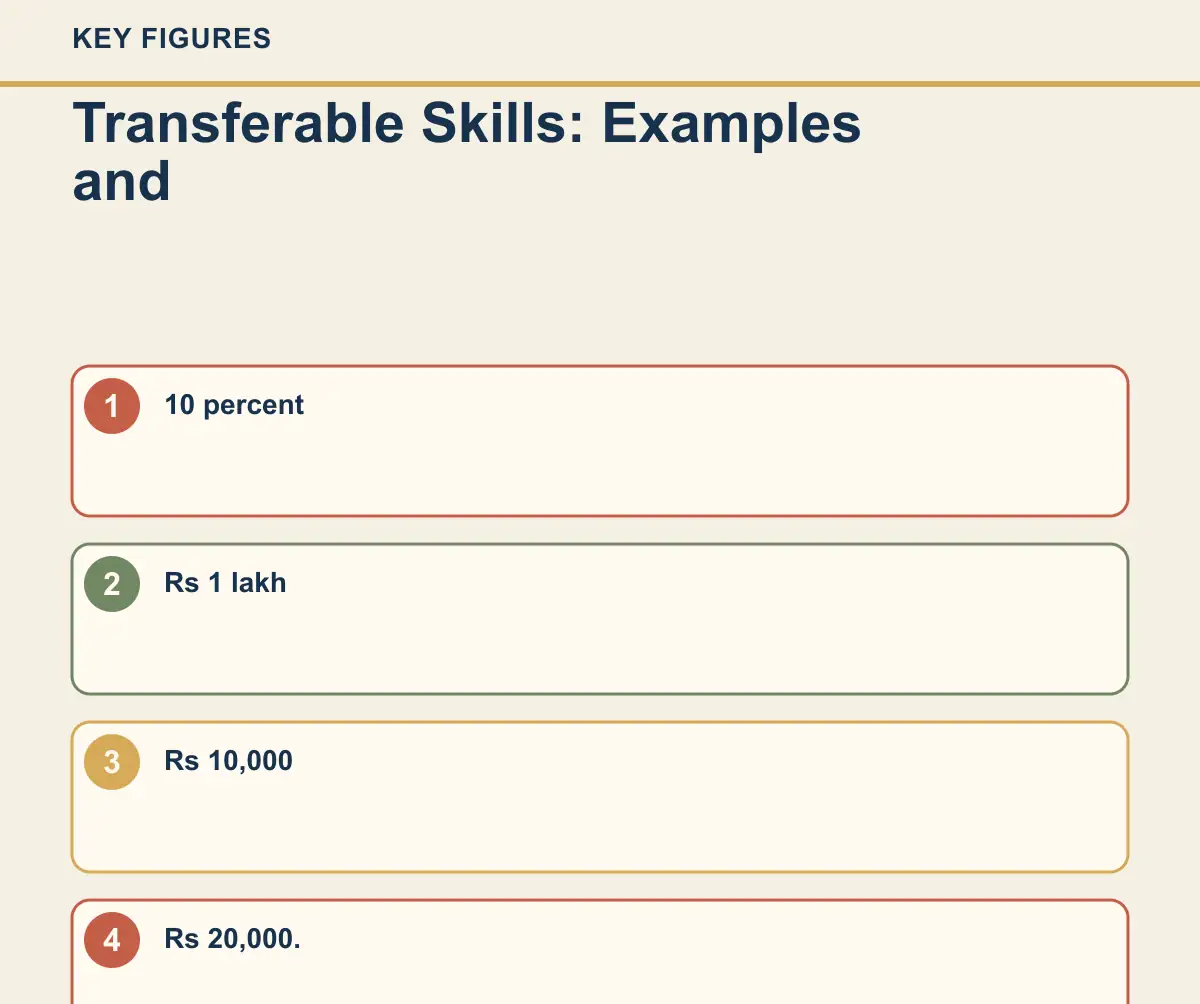 KEY FIGURES
Transferable Skills: Examples
and
1 10 percent
2 Rs 1 lakh
3 Rs 10,000
4 Rs 20,000.